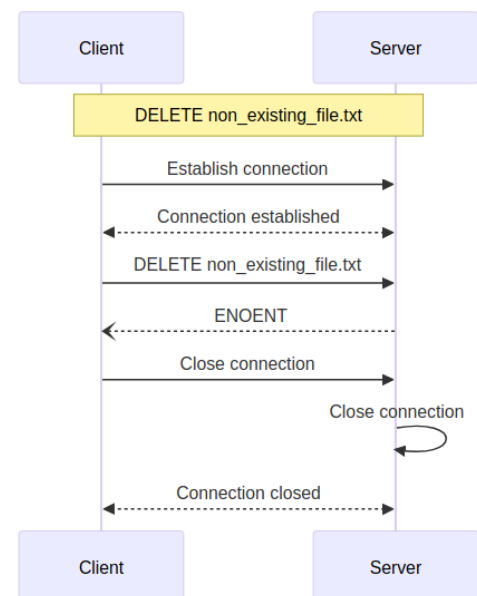 Client
Server
DELETE non_existing_file.txt
Establish connection
Connection established
DELETE non_existing_file.txt
ENOENT
Close connection
Close connection
Connection closed
Client
Server